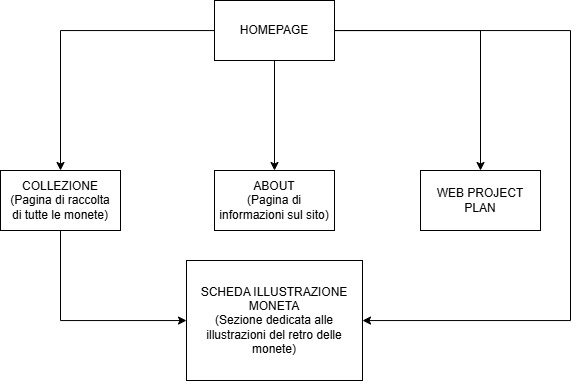 HOMEPAGE
COLLEZIONE
(Pagina di raccolta
di tutte le monete)
ABOUT
(Pagina di
informazioni sul sito)
WEB PROJECT
PLAN
SCHEDA ILLUSTRAZIONE
MONETA
(Sezione dedicata alle
illustrazioni del retro delle
monete)